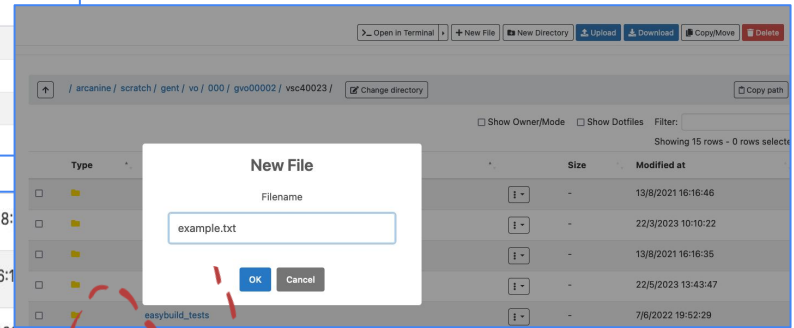 >_ Open in Terminal + New File New Directory Upload Download Copy/Move Delete
/ arcanine / scratch / gent / vo / 000 / gvo00002 / vsc40023 / Change directory Copy path
Show Owner/Mode Show Dotfiles Filter:
Showing 15 rows - 0 rows selecte
Type Size Modified at
New File
Filename
example.txt
OK Cancel
- 13/8/2021 16:16:46
8:
- 22/3/2023 10:10:22
- 13/8/2021 16:16:35
6:1
- 22/5/2023 13:43:47
easybuild_tests - 7/6/2022 19:52:29